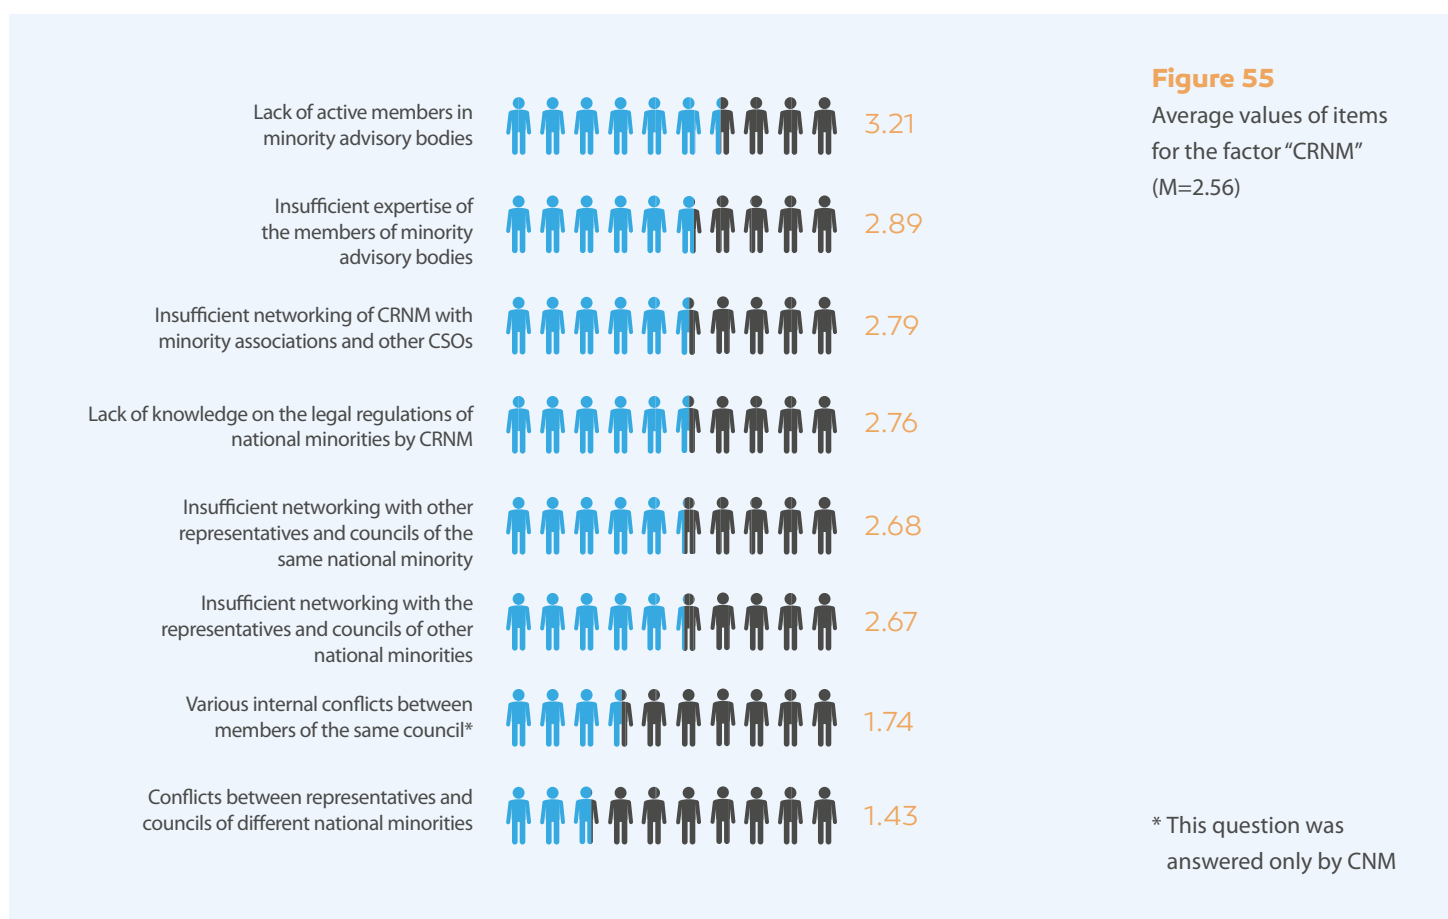 Figure 55
Average values of items
for the factor “CRNM”
(M=2.56)
Lack of active members in
minority advisory bodies
3.21
Insufficient expertise of
the members of minority
advisory bodies
2.89
Insufficient networking of CRNM with
minority associations and other CSOs
2.79
Lack of knowledge on the legal regulations of
national minorities by CRNM
2.76
Insufficient networking with other
representatives and councils of the
same national minority
2.68
Insufficient networking with the
representatives and councils of other
national minorities
2.67
Various internal conflicts between
members of the same council*
1.74
Conflicts between representatives and
councils of different national minorities
1.43
* This question was
answered only by CNM